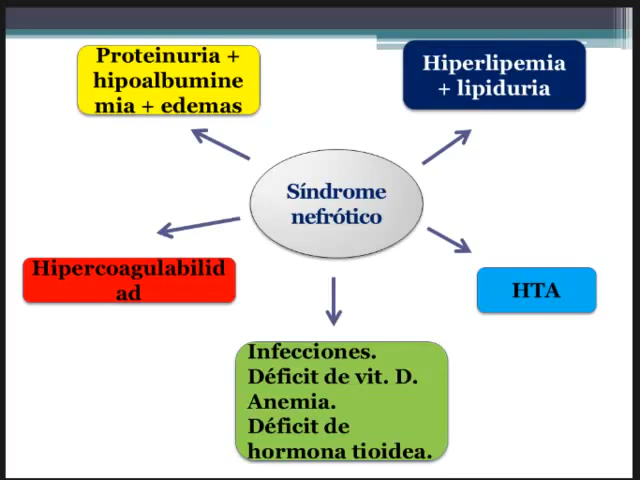 Proteinuria +
hipoalbumine
mia + edemas
Hiperlipemia
+ lipiduria
Síndrome
nefrótico
Hipercoagulabilid
ad
HTA
Infecciones.
Déficit de vit. D.
Anemia.
Déficit de
hormona tioidea.